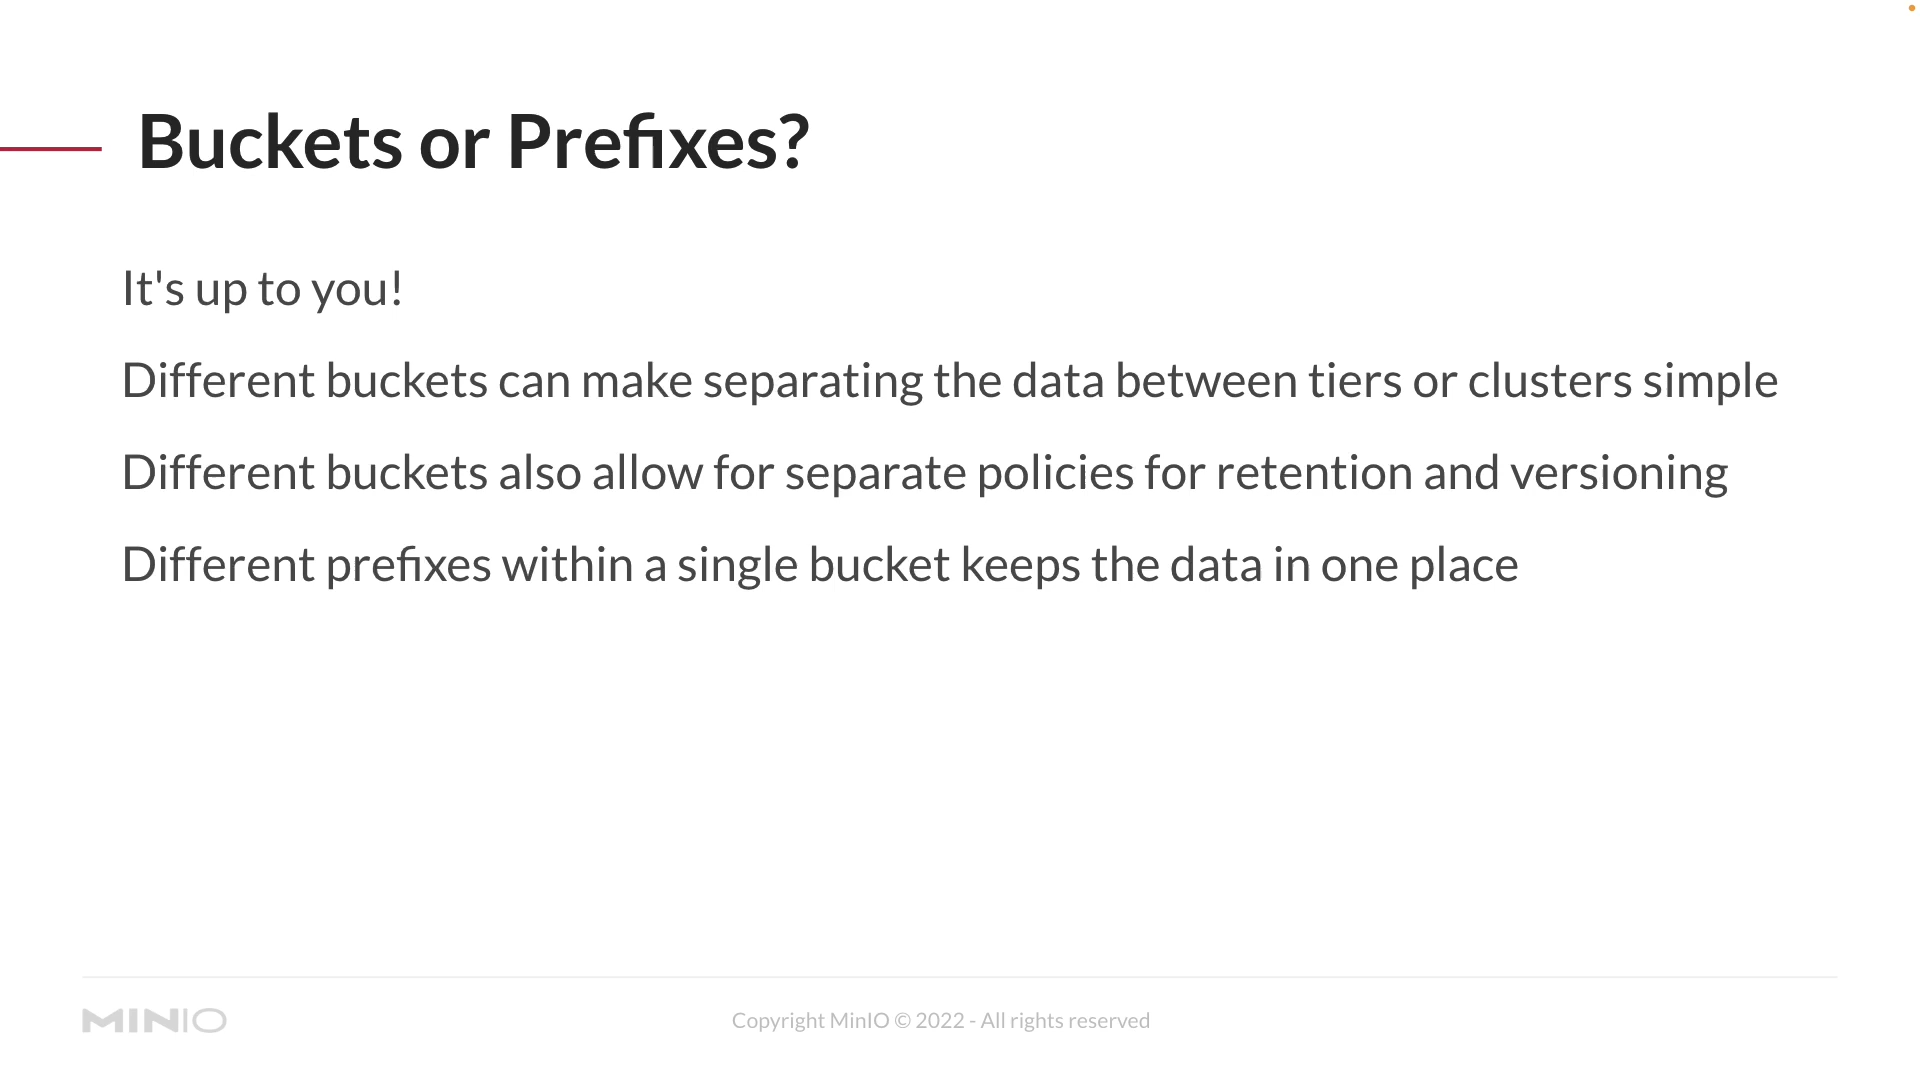 Buckets or Prefixes?
It's up to you!
Different buckets can make separating the data between tiers or clusters simple
Different buckets also allow for separate policies for retention and versioning
Different prefixes within a single bucket keeps the data in one place
MINIO
Copyright MinIO © 2022 - All rights reserved